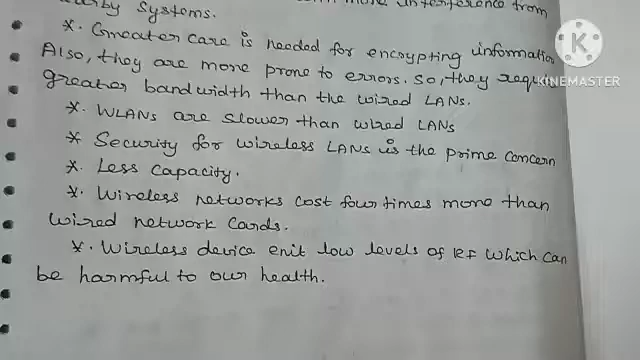 Systems.
*. Greater care is needed for encrypting information
Also, they are more prone to errors. So, they
greater bandwidth than the wired LANs.
*. WLANs are slower than wired LANs
* Security for wireless LANs is the prime concern
*. Less capacity.
*. Wireless networks cost four times more than
wired network cards.
*. Wireless device emit low levels of RF which can
be harmful to our health.
KINEMASTER